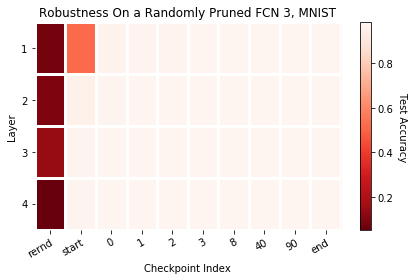 Robustness On a Randomly Pruned FCN 3, MNIST
Layer
1
2
3
4
rernd start 0 1 2 3 8 40 90 end
Checkpoint Index
0.8
0.6
0.4
0.2
Test Accuracy